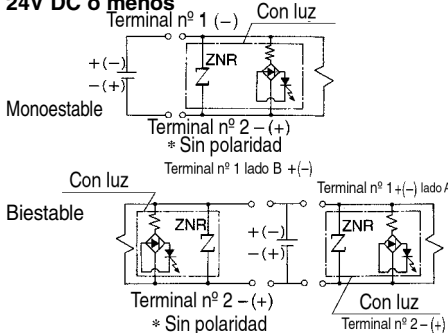 24V DC o menos
Terminal nº 1 (−)
Con luz
ZNR
+(−)
−(+)
Monoestable
Terminal nº 2 −(+)
* Sin polaridad
Terminal nº 1 lado B +(−)
Con luz
Terminal nº 1 +(−) lado A
Biestable
ZNR
+(−)
−(+)
ZNR
Terminal nº 2 −(+)
Con luz
* Sin polaridad
Terminal nº 2 −(+)